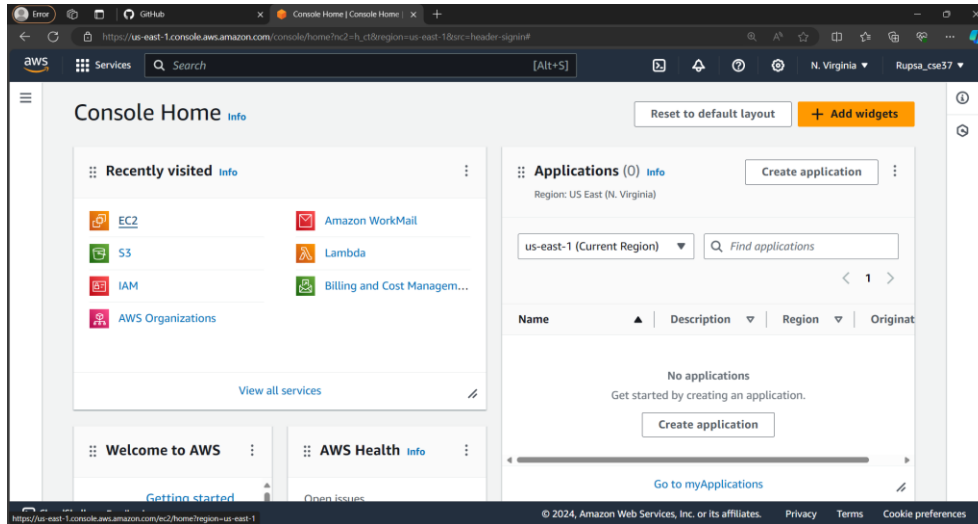 Error
GitHub
Console Home | Console Home |
https://us-east-1.console.aws.amazon.com/console/home?nc2=h_ct&region=us-east-1&src=header-signin#
aws
Services
Search
[Alt+S]
N. Virginia
Rupsa_cse37
Console Home Info
Reset to default layout
+ Add widgets
Recently visited Info
EC2
S3
IAM
AWS Organizations
Amazon WorkMail
Lambda
Billing and Cost Managem...
View all services
Applications (0) Info
Region: US East (N. Virginia)
Create application
us-east-1 (Current Region)
Find applications
1
Name
Description
Region
Originat
No applications
Get started by creating an application.
Create application
Go to myApplications
Welcome to AWS
Getting started
AWS Health Info
Open issues
https://us-east-1.console.aws.amazon.com/ec2/home?region=us-east-1
© 2024, Amazon Web Services, Inc. or its affiliates.
Privacy
Terms
Cookie preferences